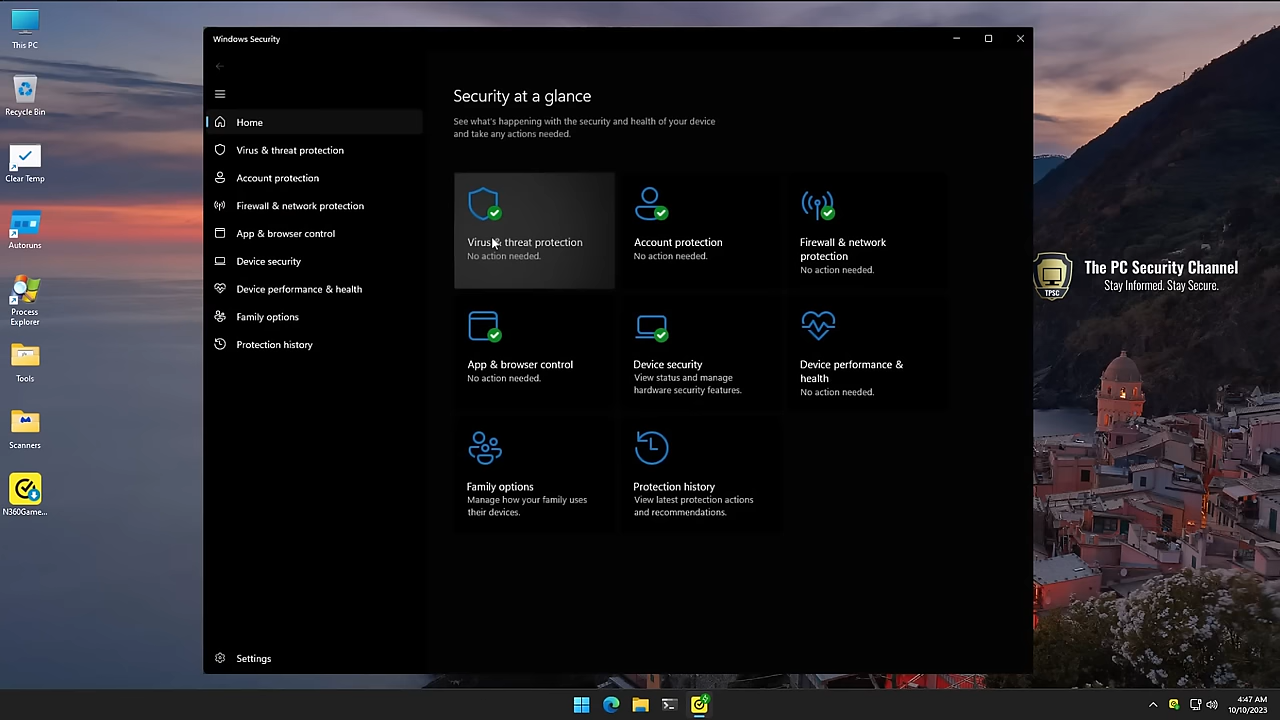 This PC
Recycle Bin
Clear Temp
Autoruns
Process
Explorer
Tools
Scanners
N360Game...
Windows Security
Home
Virus & threat protection
Account protection
Firewall & network protection
App & browser control
Device security
Device performance & health
Family options
Protection history
Settings
Security at a glance
See what's happening with the security and health of your device
and take any actions needed.
Virus & threat protection
No action needed.
Account protection
No action needed.
Firewall & network
protection
No action needed.
App & browser control
No action needed.
Device security
View status and manage
hardware security features.
Device performance &
health
No action needed.
Family options
Manage how your family uses
their devices.
Protection history
View latest protection actions
and recommendations.
TPSC
The PC Security Channel
Stay Informed. Stay Secure.
4:47 AM
10/10/2023